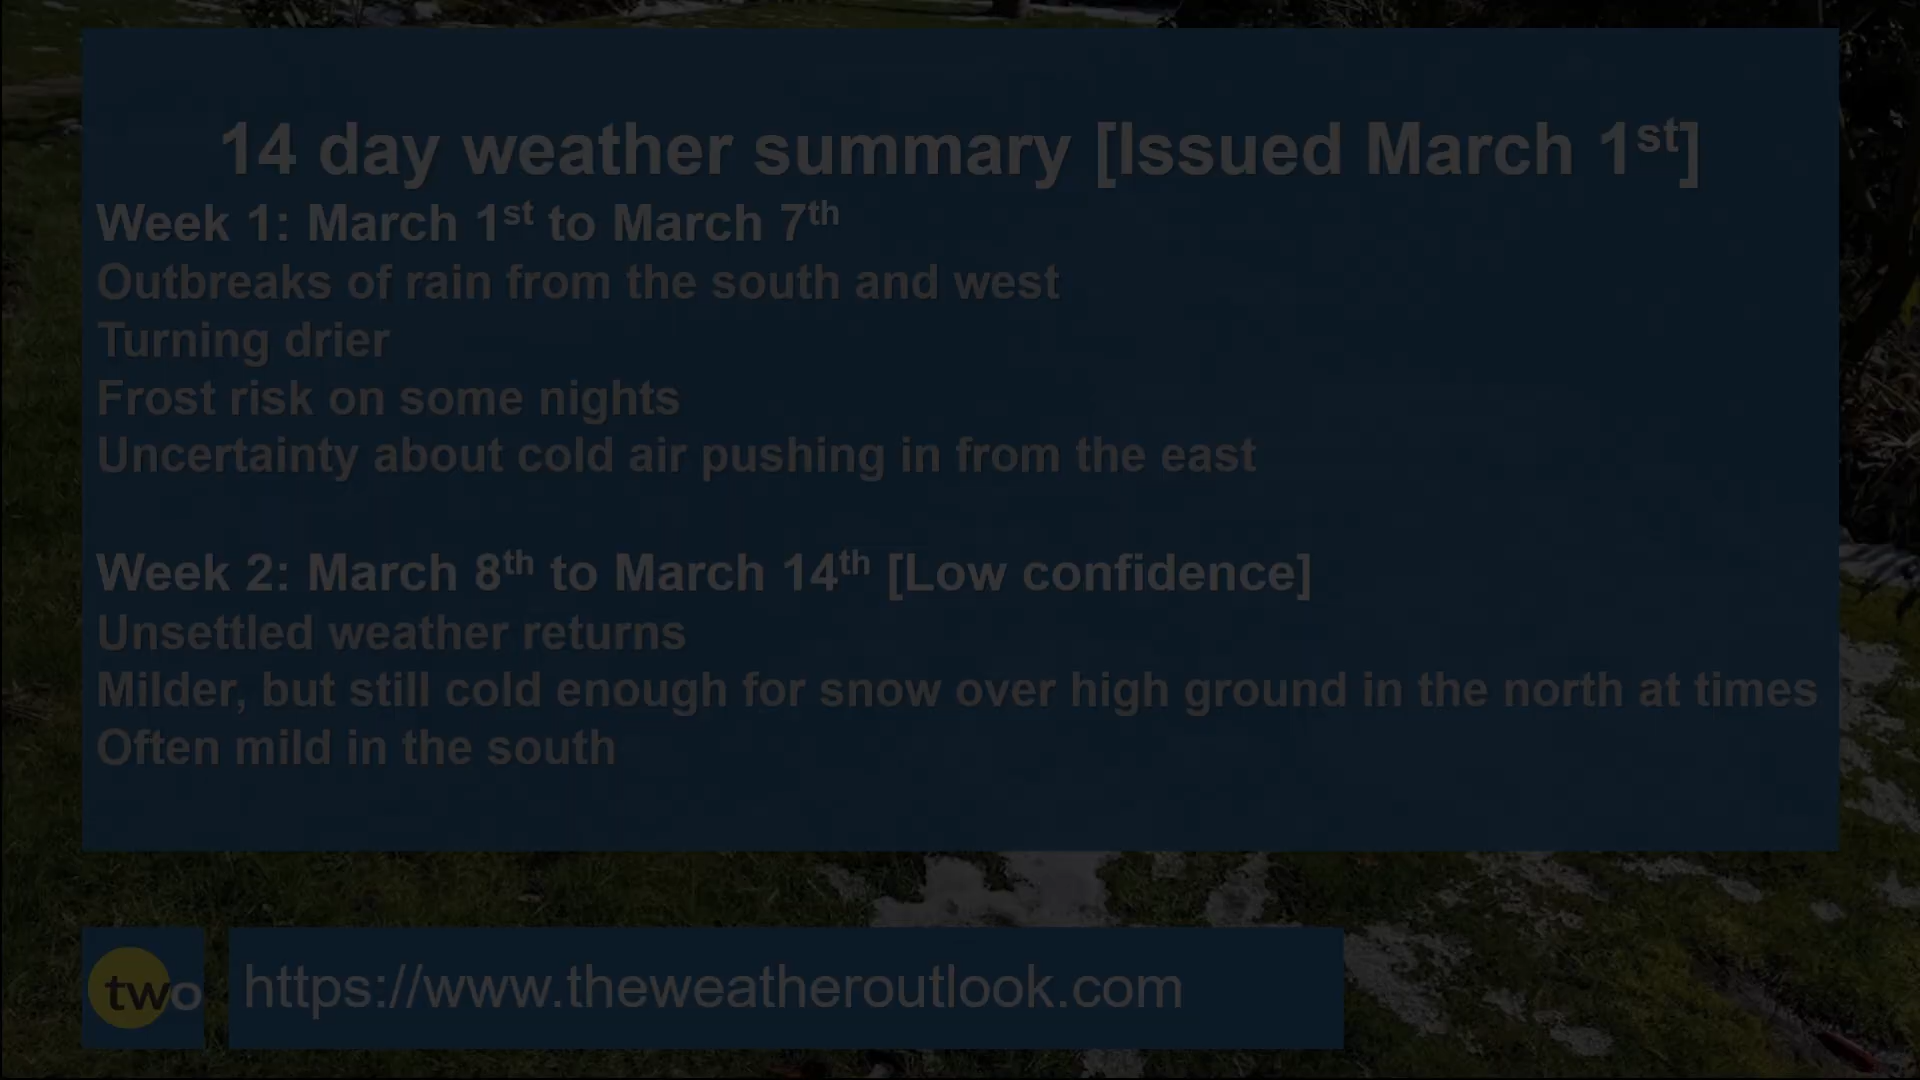 14 day weather summary [Issued March 1st]
Week 1: March 1st to March 7th
Outbreaks of rain from the south and west
Turning drier
Frost risk on some nights
Uncertainty about cold air pushing in from the east
Week 2: March 8th to March 14th [Low confidence]
Unsettled weather returns
Milder, but still cold enough for snow over high ground in the north at times
Often mild in the south
two
https://www.theweatheroutlook.com